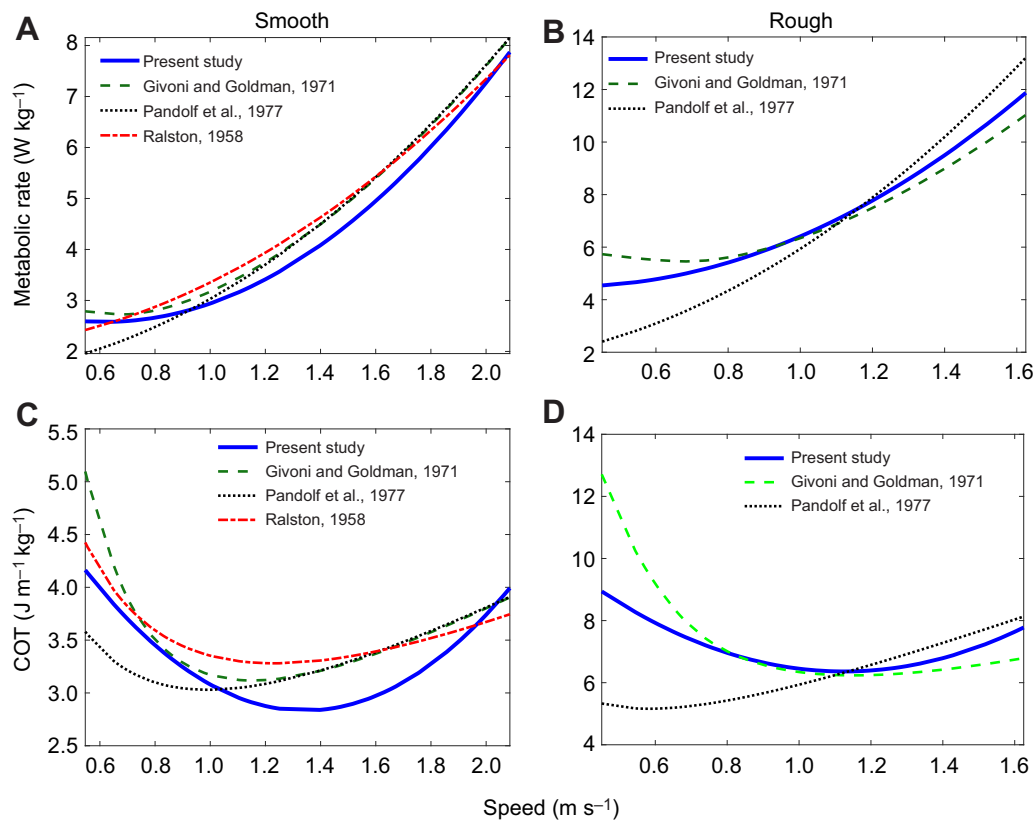 Smooth
Rough
A
Metabolic rate (W kg⁻¹)
8
7
6
5
4
3
2
Present study
Givoni and Goldman, 1971
Pandolf et al., 1977
Ralston, 1958
0.6 0.8 1.0 1.2 1.4 1.6 1.8 2.0
B
14
12
10
8
6
4
2
Present study
Givoni and Goldman, 1971
Pandolf et al., 1977
0.6 0.8 1.0 1.2 1.4 1.6
C
COT (J m⁻¹ kg⁻¹)
5.5
5.0
4.5
4.0
3.5
3.0
2.5
Present study
Givoni and Goldman, 1971
Pandolf et al., 1977
Ralston, 1958
0.6 0.8 1.0 1.2 1.4 1.6 1.8 2.0
D
14
12
10
8
6
4
Present study
Givoni and Goldman, 1971
Pandolf et al., 1977
0.6 0.8 1.0 1.2 1.4 1.6
Speed (m s⁻¹)